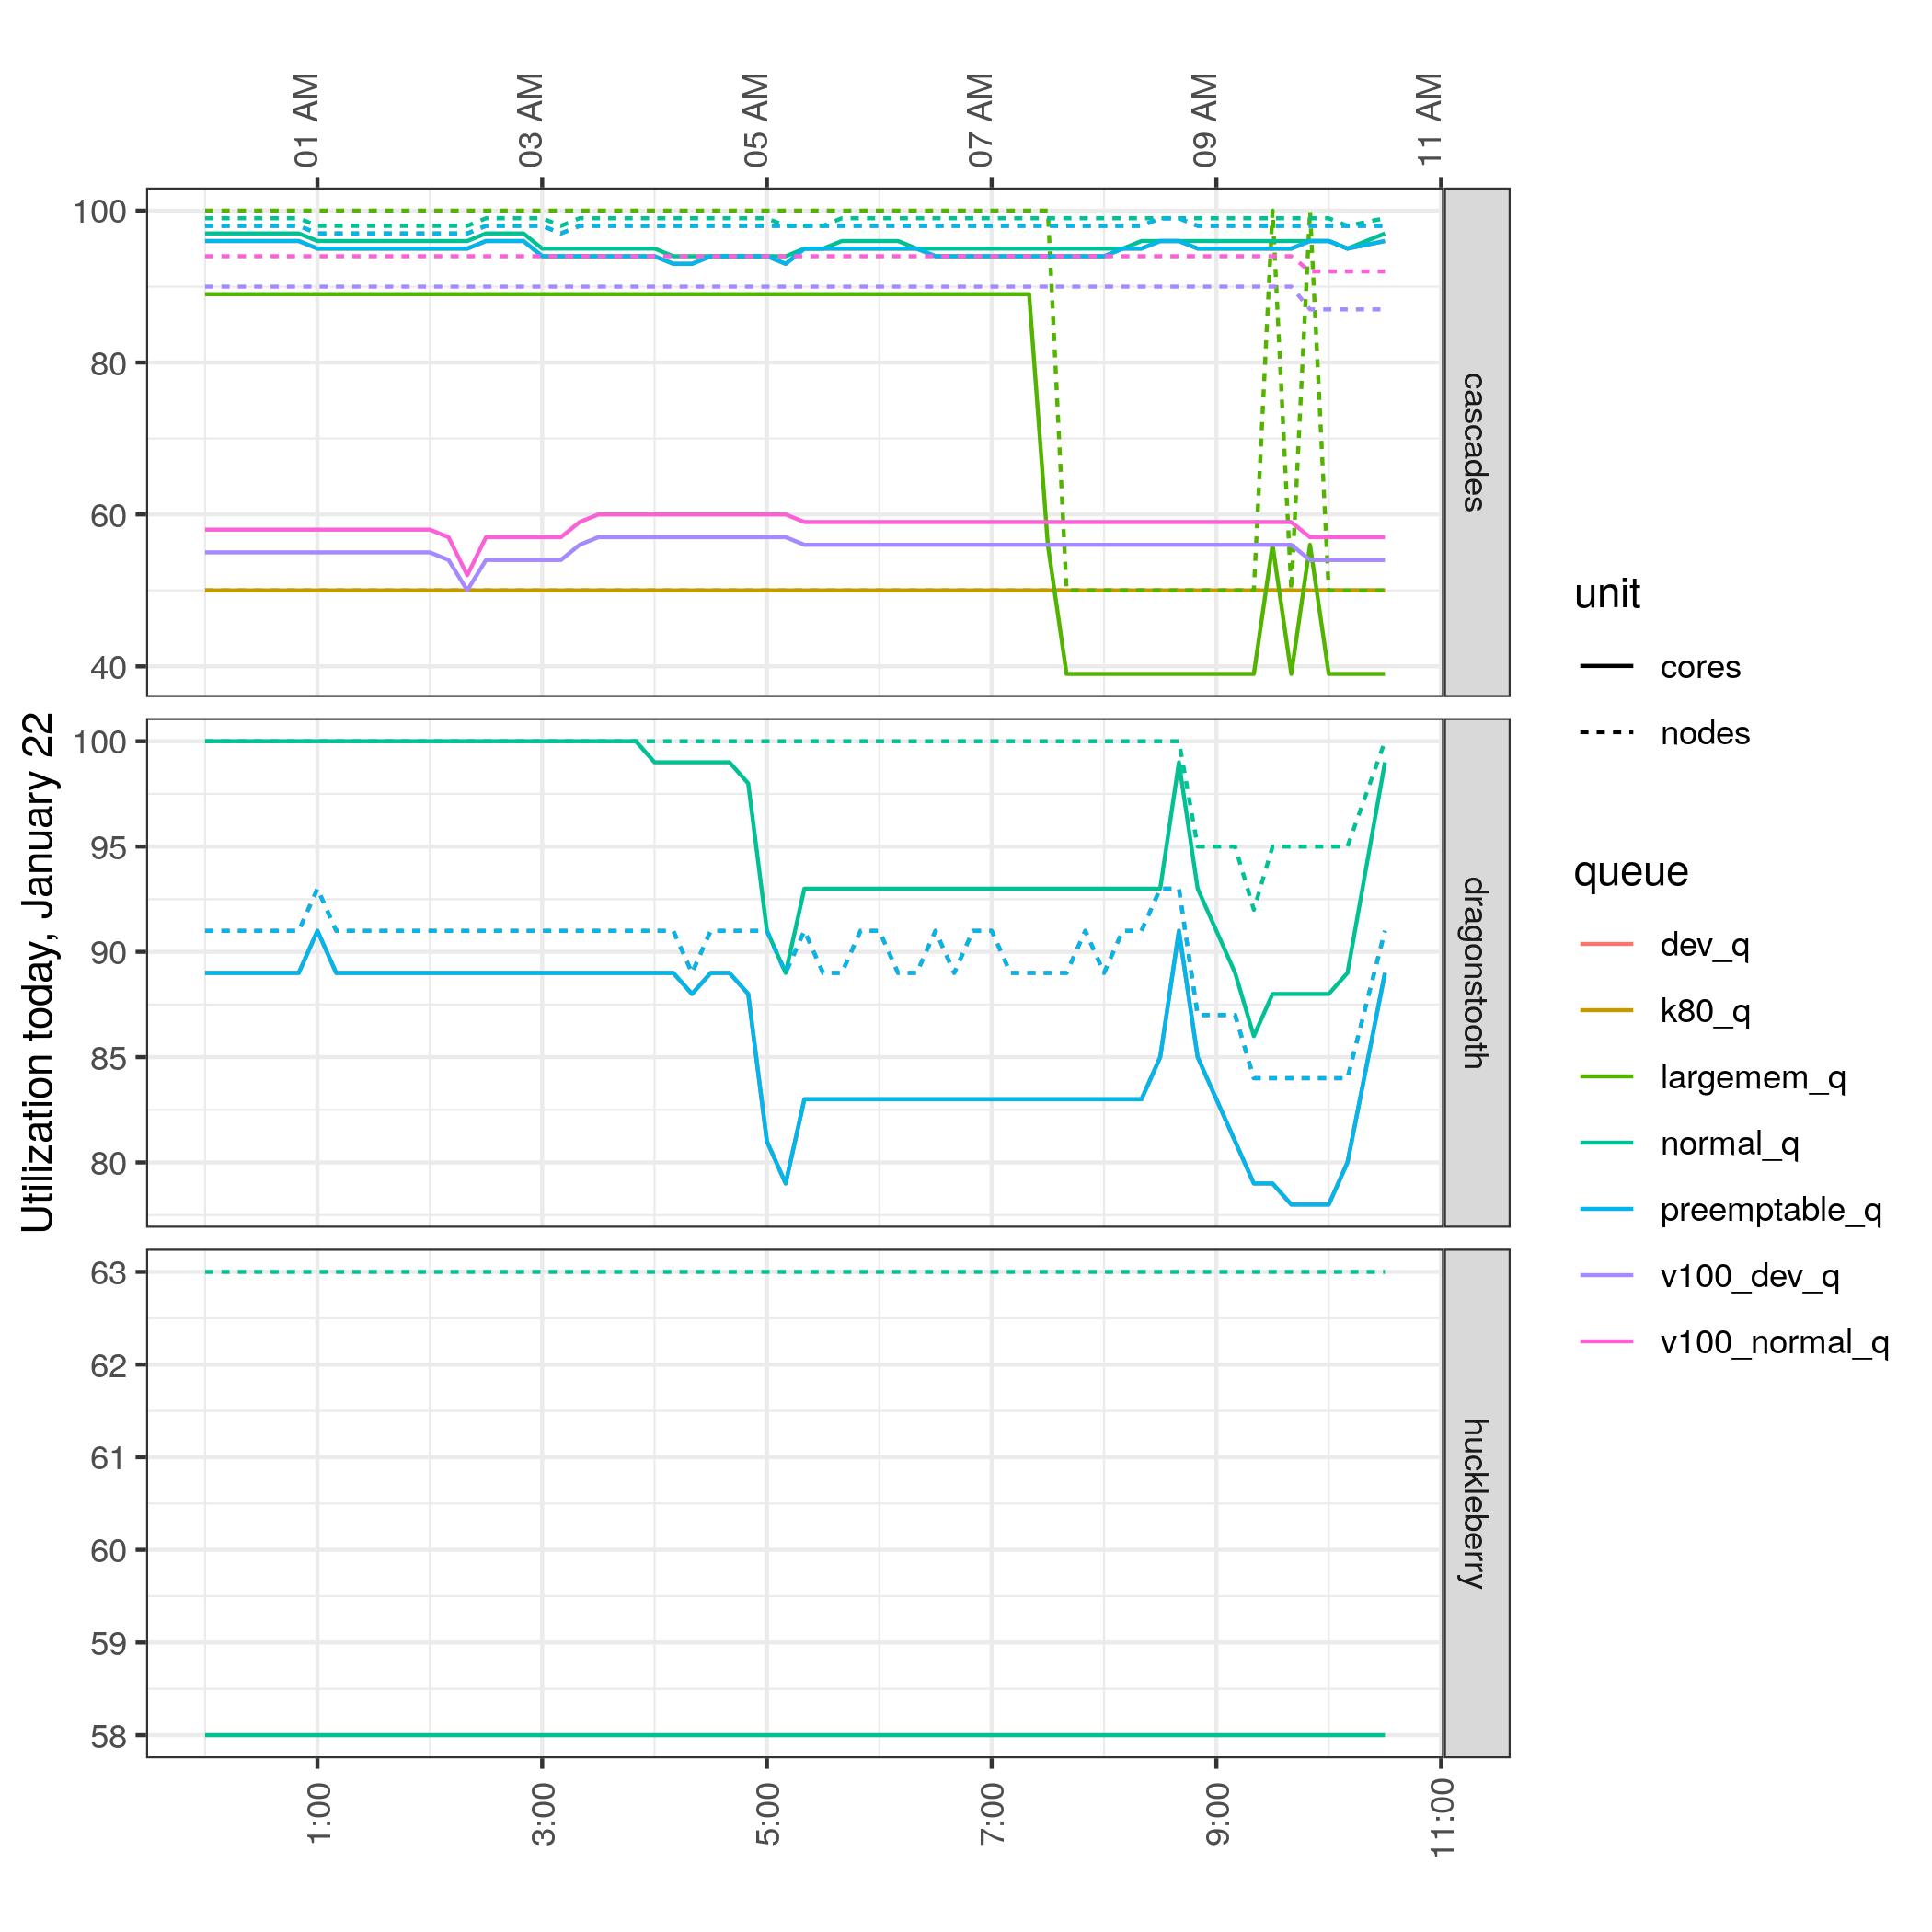 01 AM
03 AM
05 AM
07 AM
09 AM
11 AM
Utilization today, January 22
100
80
60
40
cascades
100
95
90
85
80
dragonstooth
63
62
61
60
59
58
huckleberry
1:00
3:00
5:00
7:00
9:00
11:00
unit
cores
nodes
queue
dev_q
k80_q
largemem_q
normal_q
preemptable_q
v100_dev_q
v100_normal_q